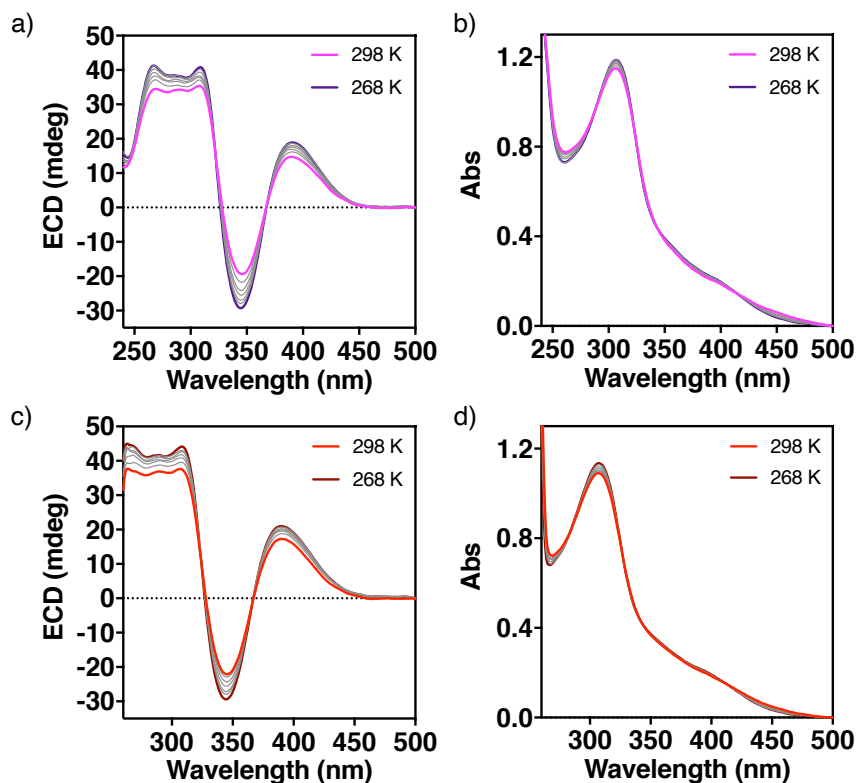 a)
ECD (mdeg)
50
40
30
20
10
0
-10
-20
-30
298 K
268 K
250 300 350 400 450 500
Wavelength (nm)
b)
Abs
1.2
0.8
0.4
0.0
298 K
268 K
250 300 350 400 450 500
Wavelength (nm)
c)
ECD (mdeg)
50
40
30
20
10
0
-10
-20
-30
298 K
268 K
300 350 400 450 500
Wavelength (nm)
d)
Abs
1.2
0.8
0.4
0.0
298 K
268 K
300 350 400 450 500
Wavelength (nm)